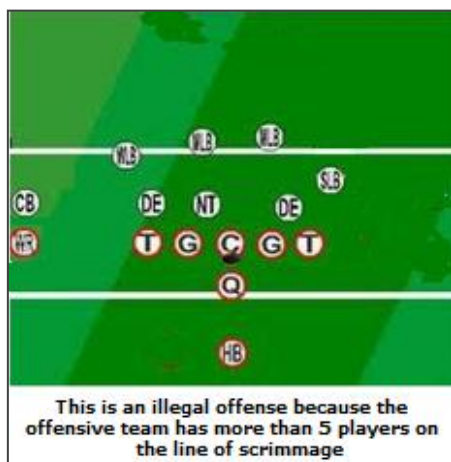 WLB MLB MLB
SLB
CB DE NT DE
WR T G C G T
Q
HB
This is an illegal offense because the
offensive team has more than 5 players on
the line of scrimmage